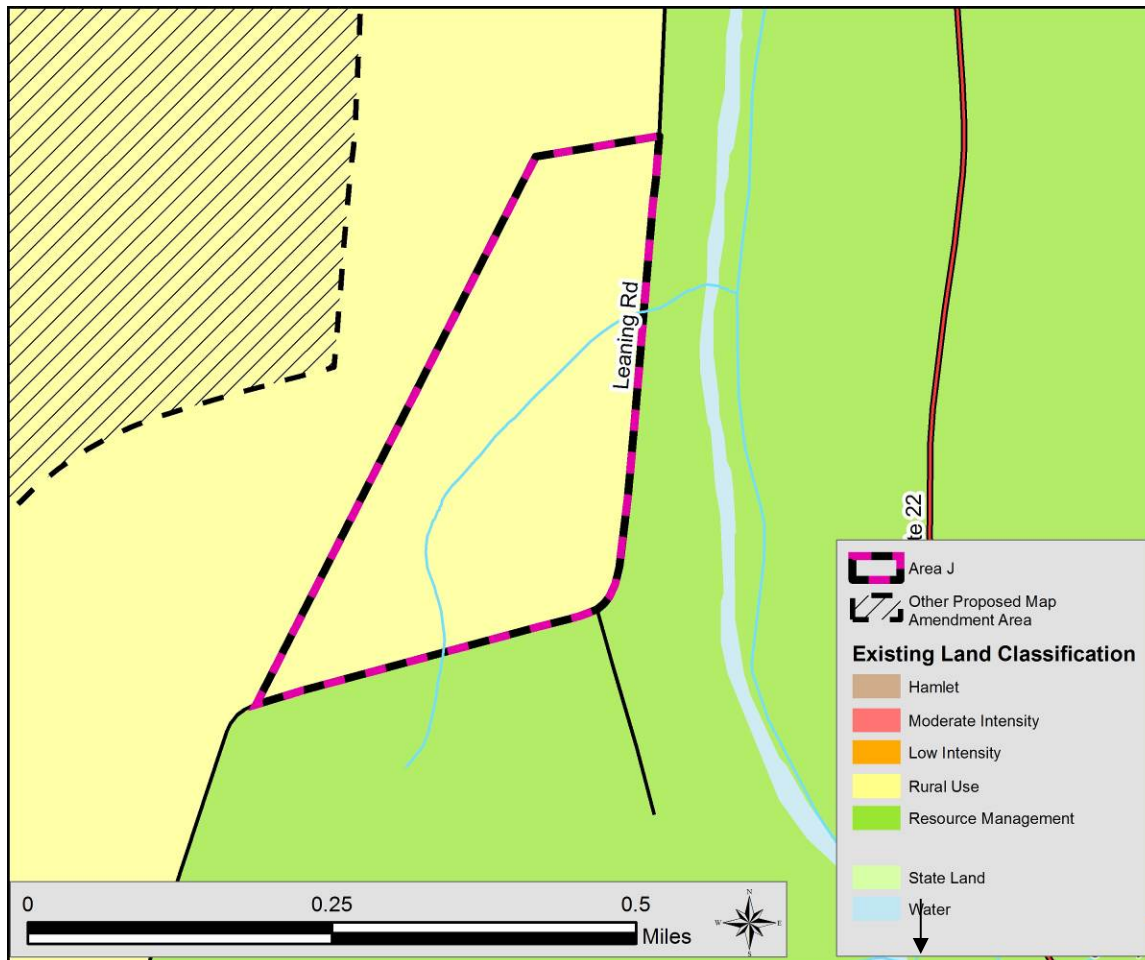 Leaning Rd
te 22
Area J
Other Proposed Map
Amendment Area
Existing Land Classification
Hamlet
Moderate Intensity
Low Intensity
Rural Use
Resource Management
State Land
Water
0 0.25 0.5
Miles
N
W E
S